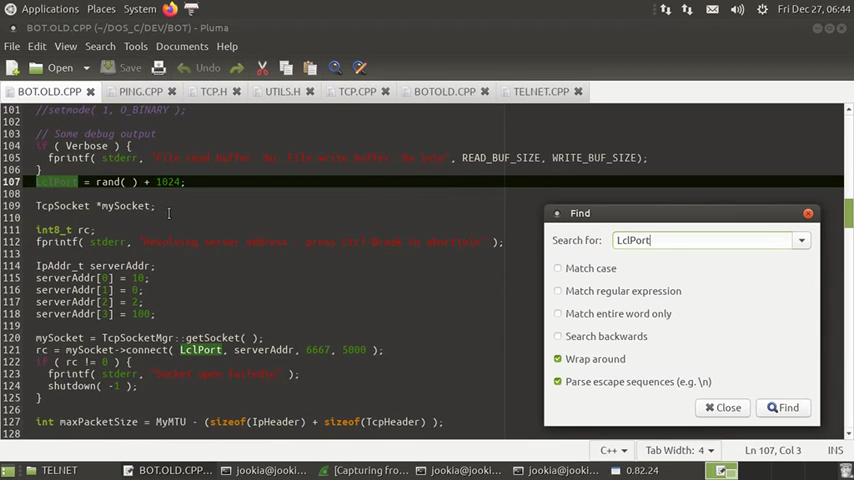 Applications Places System Fri Dec 27, 06:44
BOT.OLD.CPP (~/DOS_C/DEV/BOT) - Pluma
File Edit View Search Tools Documents Help
Open Save Undo
BOT.OLD.CPP PING.CPP TCP.H UTILS.H TCP.CPP BOTOLD.CPP TELNET.CPP
101 //setmode( 1, O_BINARY );
102
103 // Some debug output
104 if ( Verbose ) {
105 fprintf( stderr, "File read buffer: %u, File write buffer: %u \n\n", READ_BUF_SIZE, WRITE_BUF_SIZE);
106 }
107 LclPort = rand( ) + 1024;
108
109 TcpSocket *mySocket;
110
111 int8_t rc;
112 fprintf( stderr, "Resolving server address - press Ctrl-Break to abort\n\n" );
113
114 IpAddr_t serverAddr;
115 serverAddr[0] = 10;
116 serverAddr[1] = 0;
117 serverAddr[2] = 2;
118 serverAddr[3] = 100;
119
120 mySocket = TcpSocketMgr::getSocket( );
121 rc = mySocket->connect( LclPort, serverAddr, 6667, 5000 );
122 if ( rc != 0 ) {
123 fprintf( stderr, "Socket open failed\n" );
124 shutdown( -1 );
125 }
126
127 int maxPacketSize = MyMTU - (sizeof(IpHeader) + sizeof(TcpHeader) );
128
Find
Search for: LclPort
Match case
Match regular expression
Match entire word only
Search backwards
Wrap around
Parse escape sequences (e.g. \n)
Close Find
C++ Tab Width: 4 Ln 107, Col 3 INS
TELNET BOT.OLD.CPP... jookia@jooki... [Capturing fro... jookia@jooki... jookia@jooki... 0.82.24